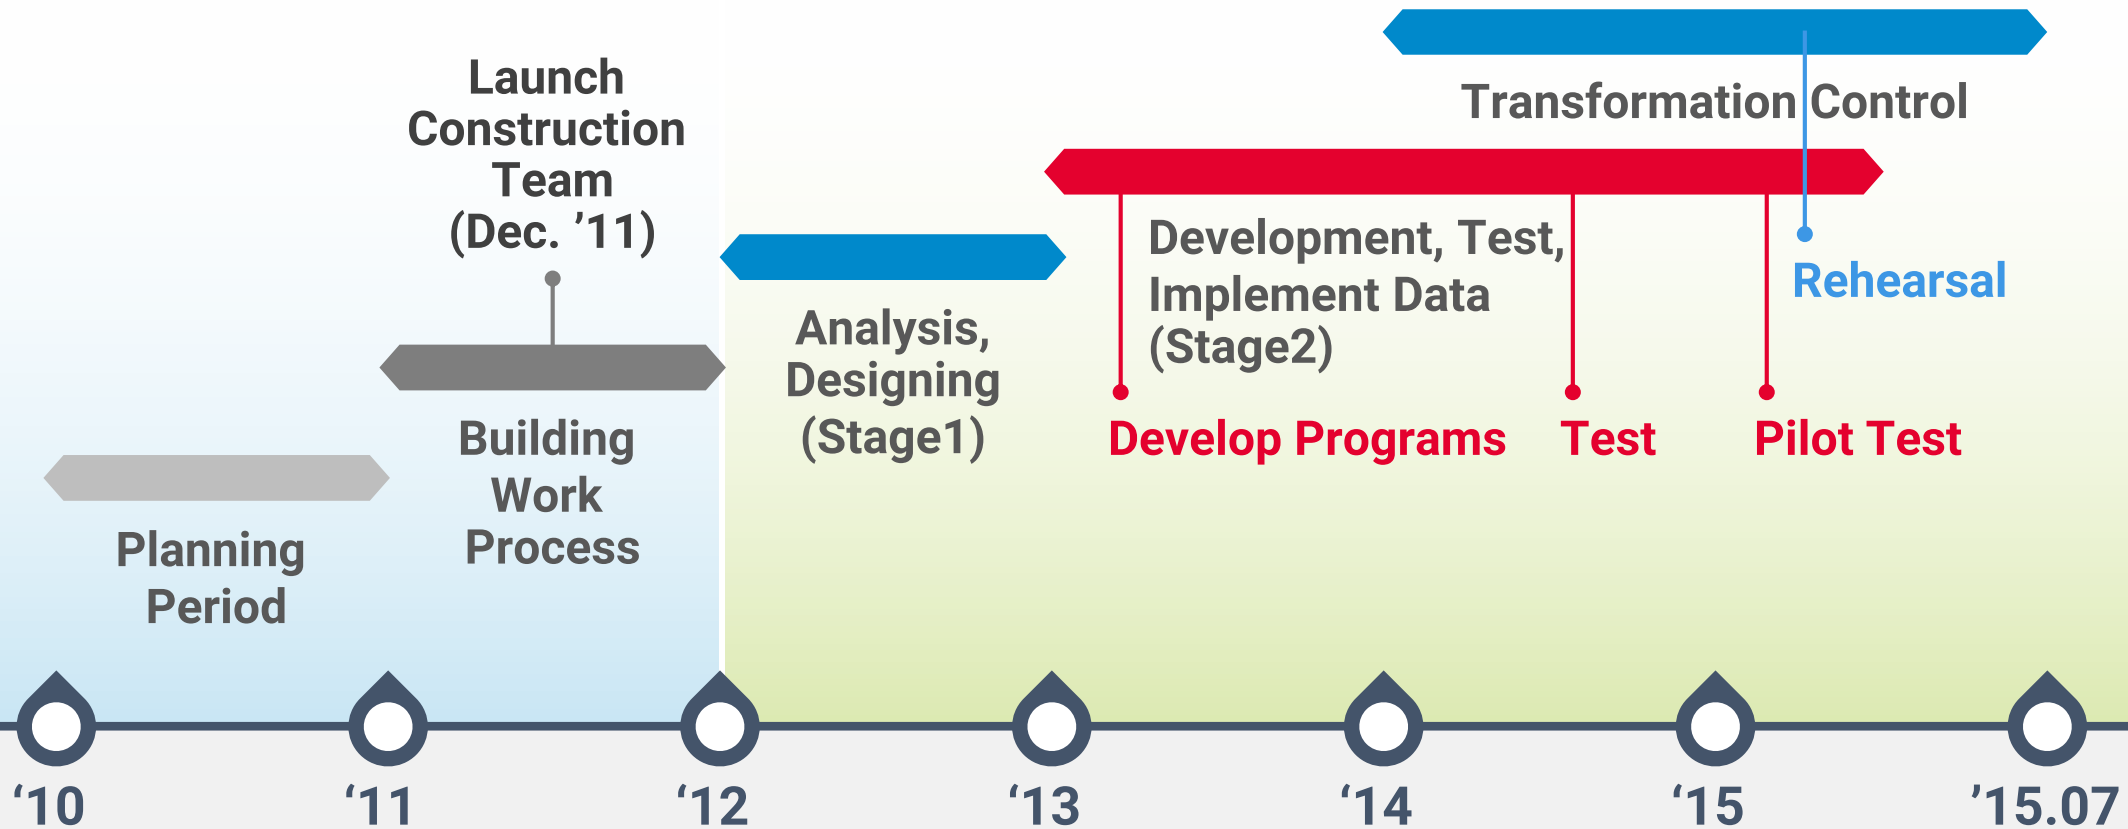 Launch
Construction
Team
(Dec. ’11)
Transformation Control
Development, Test,
Implement Data
(Stage2)
Rehearsal
Analysis,
Designing
(Stage1)
Develop Programs
Test
Pilot Test
Building
Work
Process
Planning
Period
‘10
‘11
‘12
‘13
‘14
‘15
’15.07